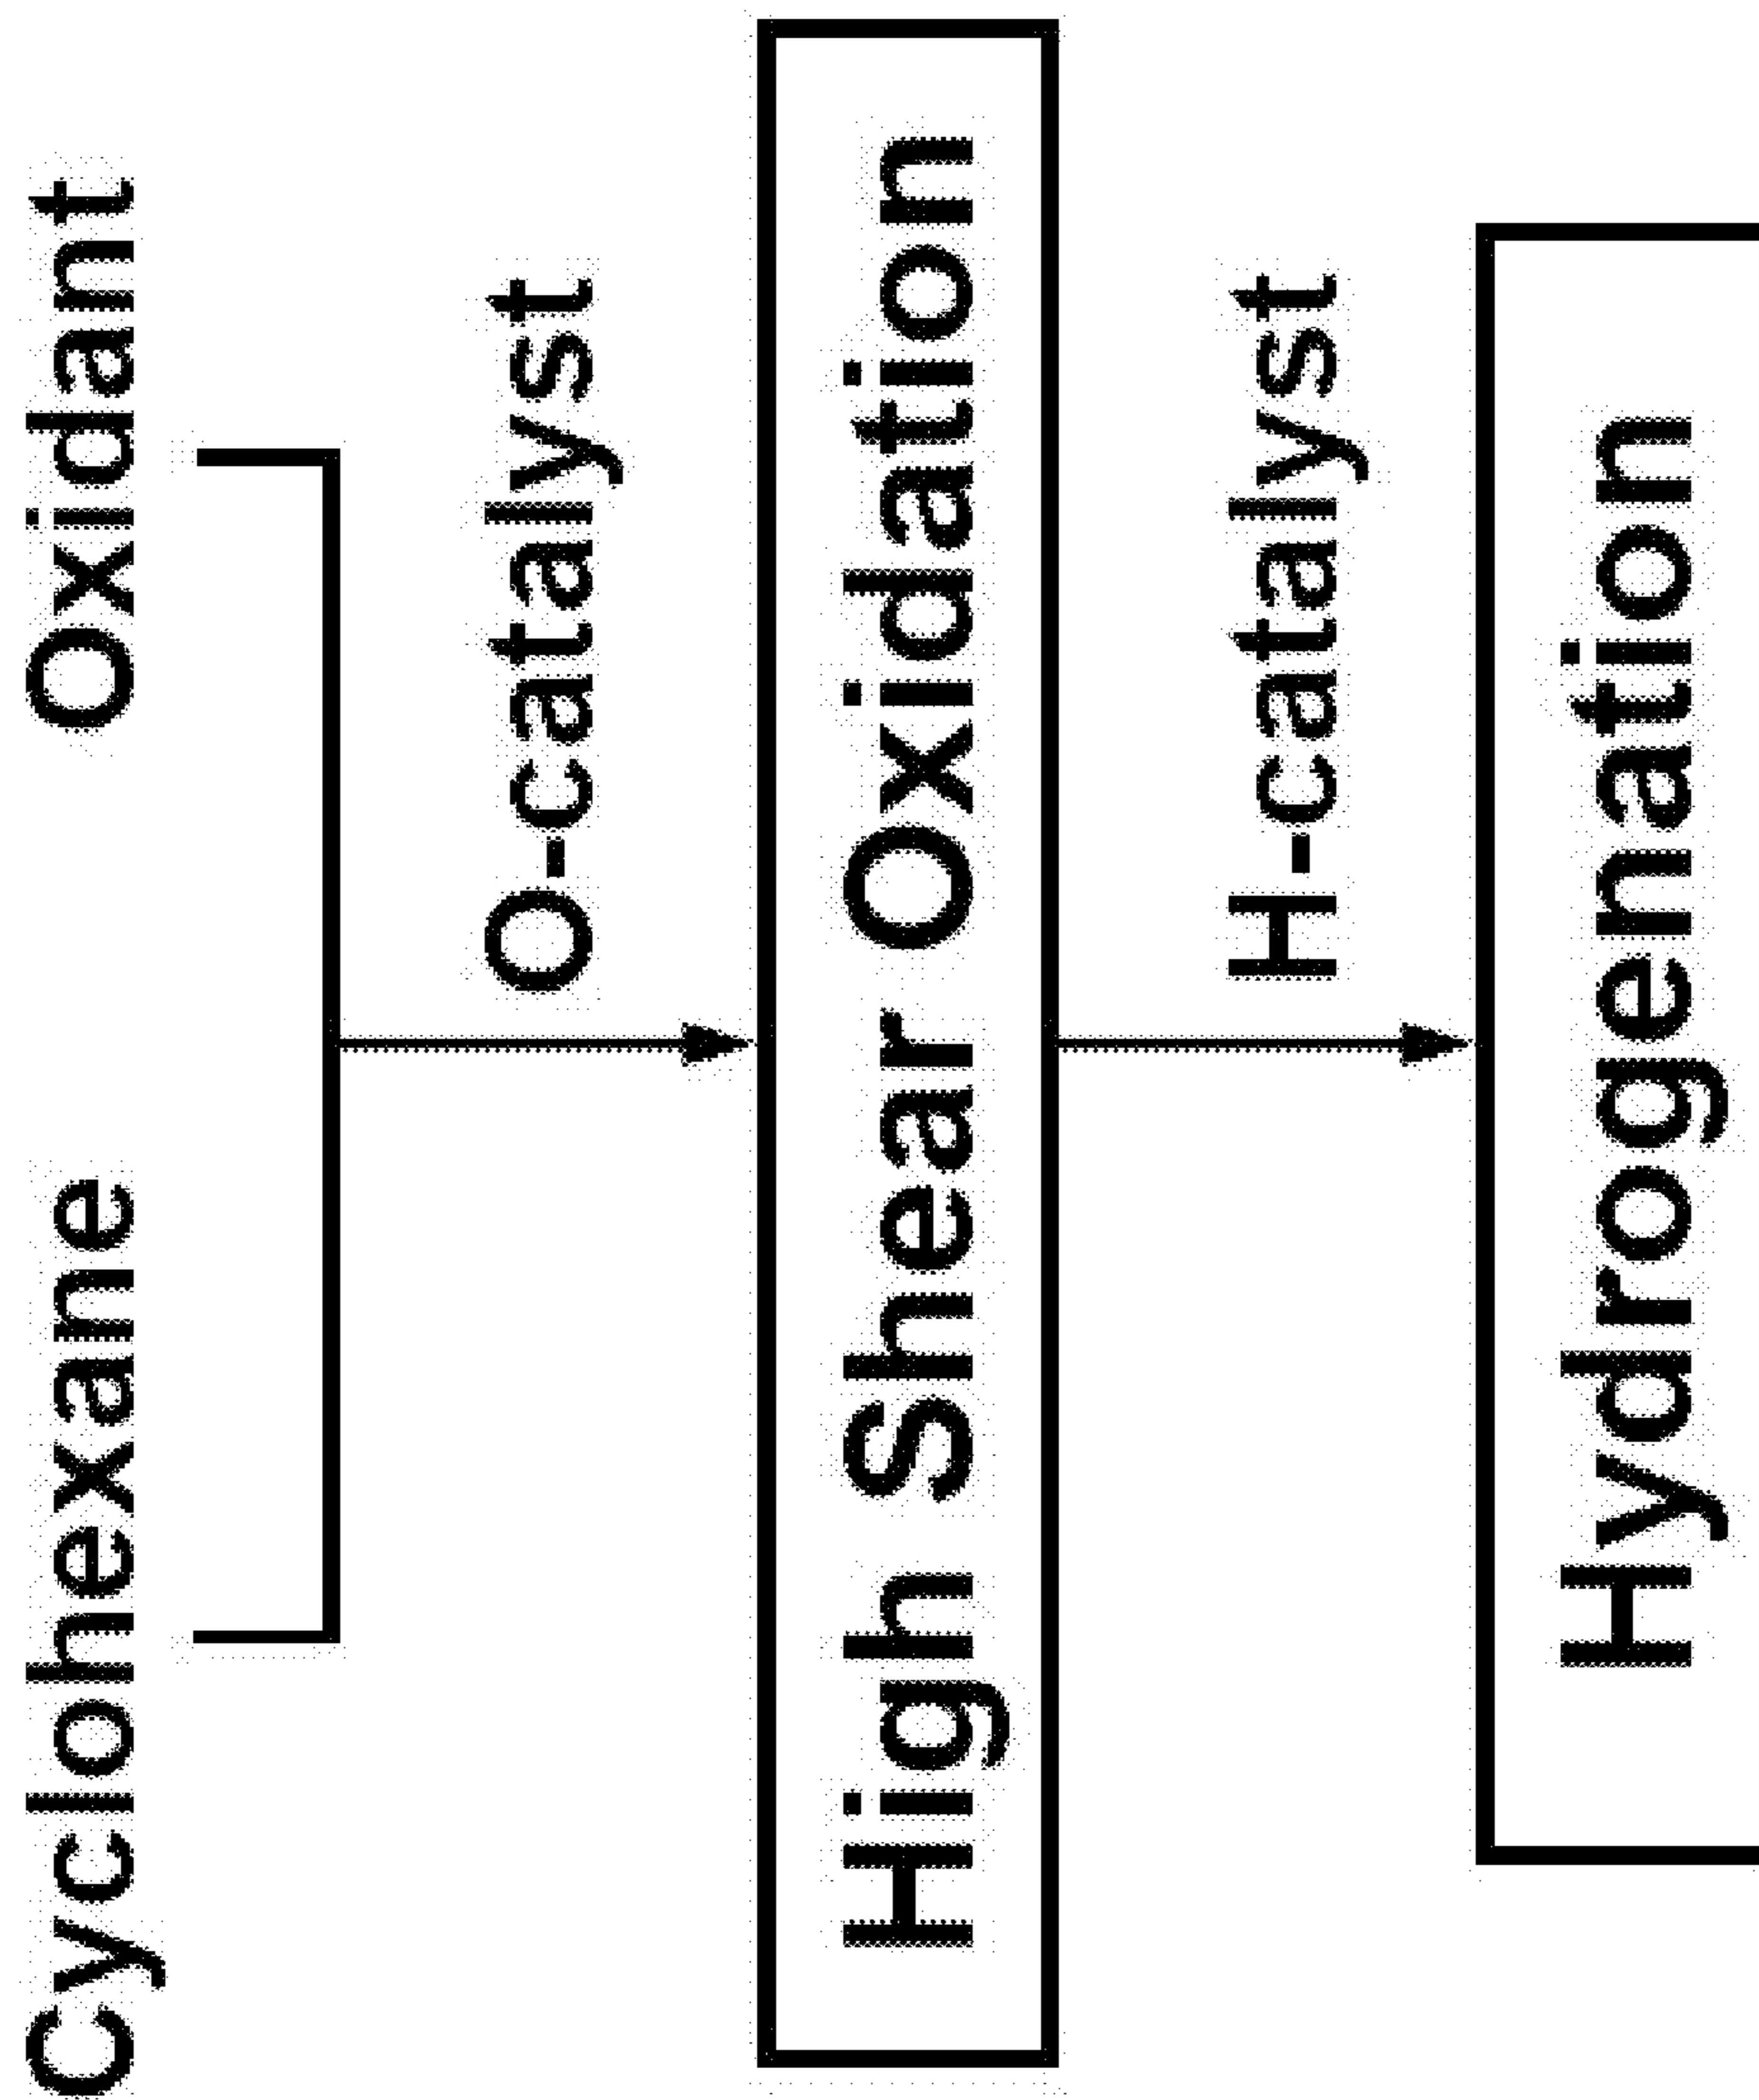 Cyclohexane Oxidant
O-catalyst
High Shear Oxidation
H-catalyst
Hydrogenation